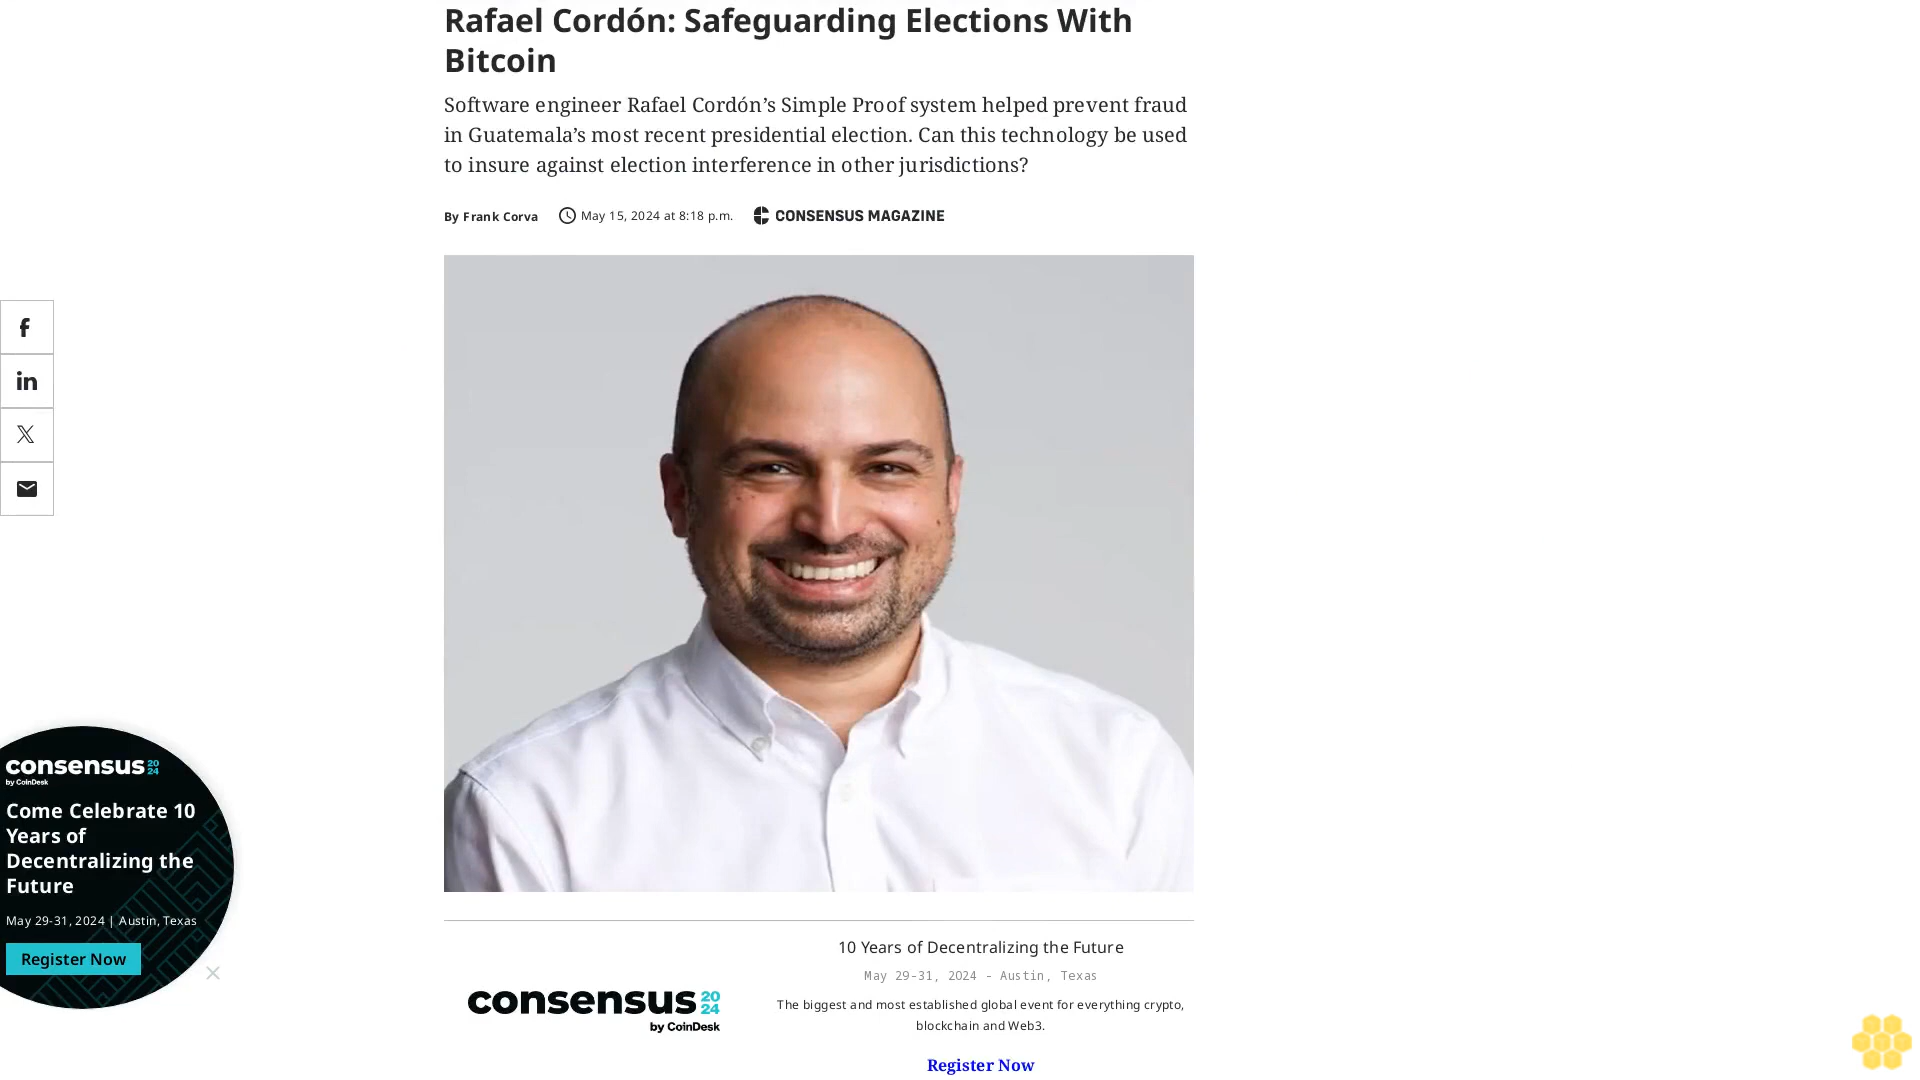 Rafael Cordón: Safeguarding Elections With
Bitcoin
Software engineer Rafael Cordón’s Simple Proof system helped prevent fraud
in Guatemala’s most recent presidential election. Can this technology be used
to insure against election interference in other jurisdictions?
By Frank Corva
May 15, 2024 at 8:18 p.m.
CONSENSUS MAGAZINE
consensus 2024
by CoinDesk
Come Celebrate 10
Years of
Decentralizing the
Future
May 29-31, 2024 | Austin, Texas
Register Now
consensus 2024
by CoinDesk
10 Years of Decentralizing the Future
May 29-31, 2024 - Austin, Texas
The biggest and most established global event for everything crypto,
blockchain and Web3.
Register Now